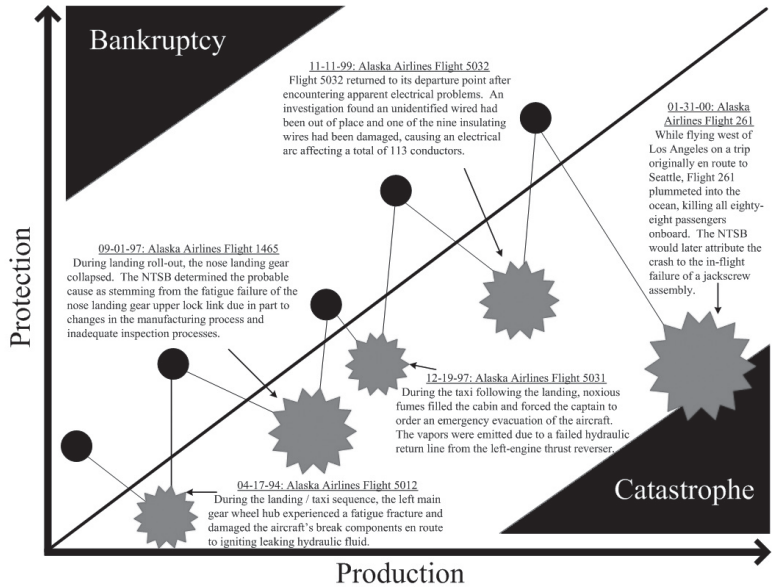 Bankruptcy
11-11-99: Alaska Airlines Flight 5032
Flight 5032 returned to its departure point after
encountering apparent electrical problems. An
investigation found an unidentified wired had
been out of place and one of the nine insulating
wires had been damaged, causing an electrical
arc affecting a total of 113 conductors.
01-31-00: Alaska
Airlines Flight 261
While flying west of
Los Angeles on a trip
originally en route to
Seattle, Flight 261
plummeted into the
ocean, killing all eighty-
eight passengers
onboard. The NTSB
would later attribute the
crash to the in-flight
failure of a jackscrew
assembly.
09-01-97: Alaska Airlines Flight 1465
During landing roll-out, the nose landing gear
collapsed. The NTSB determined the probable
cause as stemming from the fatigue failure of the
nose landing gear upper lock link due in part to
changes in the manufacturing process and
inadequate inspection processes.
Protection
12-19-97: Alaska Airlines Flight 5031
During the taxi following the landing, noxious
fumes filled the cabin and forced the captain to
order an emergency evacuation of the aircraft.
The vapors were emitted due to a failed hydraulic
return line from the left-engine thrust reverser.
04-17-94: Alaska Airlines Flight 5012
During the landing / taxi sequence, the left main
gear wheel hub experienced a fatigue fracture and
damaged the aircraft's break components en route
to igniting leaking hydraulic fluid.
Catastrophe
Production